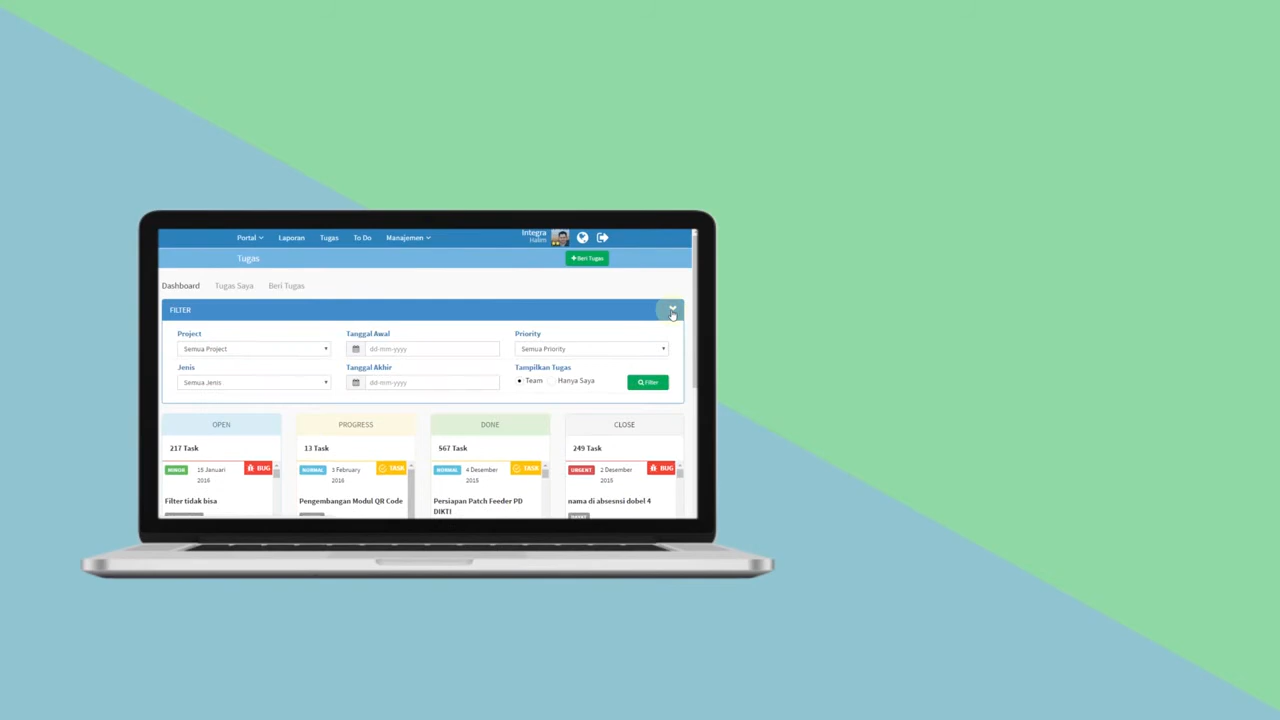 Portal Laporan Tugas To Do Manajemen Integra
Halim
Tugas + Beri Tugas
Dashboard Tugas Saya Beri Tugas
FILTER
Project Tanggal Awal Priority
Semua Project dd-mm-yyyy Semua Priority
Jenis Tanggal Akhir Tampilkan Tugas
Semua Jenis dd-mm-yyyy Team Hanya Saya Filter
OPEN PROGRESS DONE CLOSE
217 Task 13 Task 567 Task 249 Task
MINOR 15 Januari BUG NORMAL 3 February TASK NORMAL 4 Desember TASK URGENT 2 Desember BUG
2016 2016 2015 2015
Filter tidak bisa Pengembangan Modul QR Code Persiapan Patch Feeder PD nama di absesnsi dobel 4
DIKTI